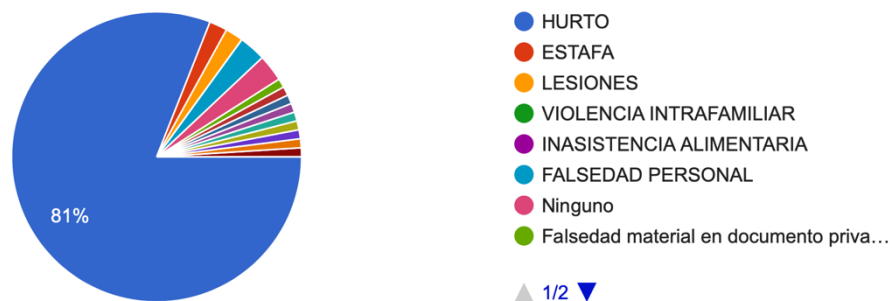 81%
HURTO
ESTAFA
LESIONES
VIOLENCIA INTRAFAMILIAR
INASISTENCIA ALIMENTARIA
FALSEDAD PERSONAL
Ninguno
Falsedad material en documento priva…
1/2